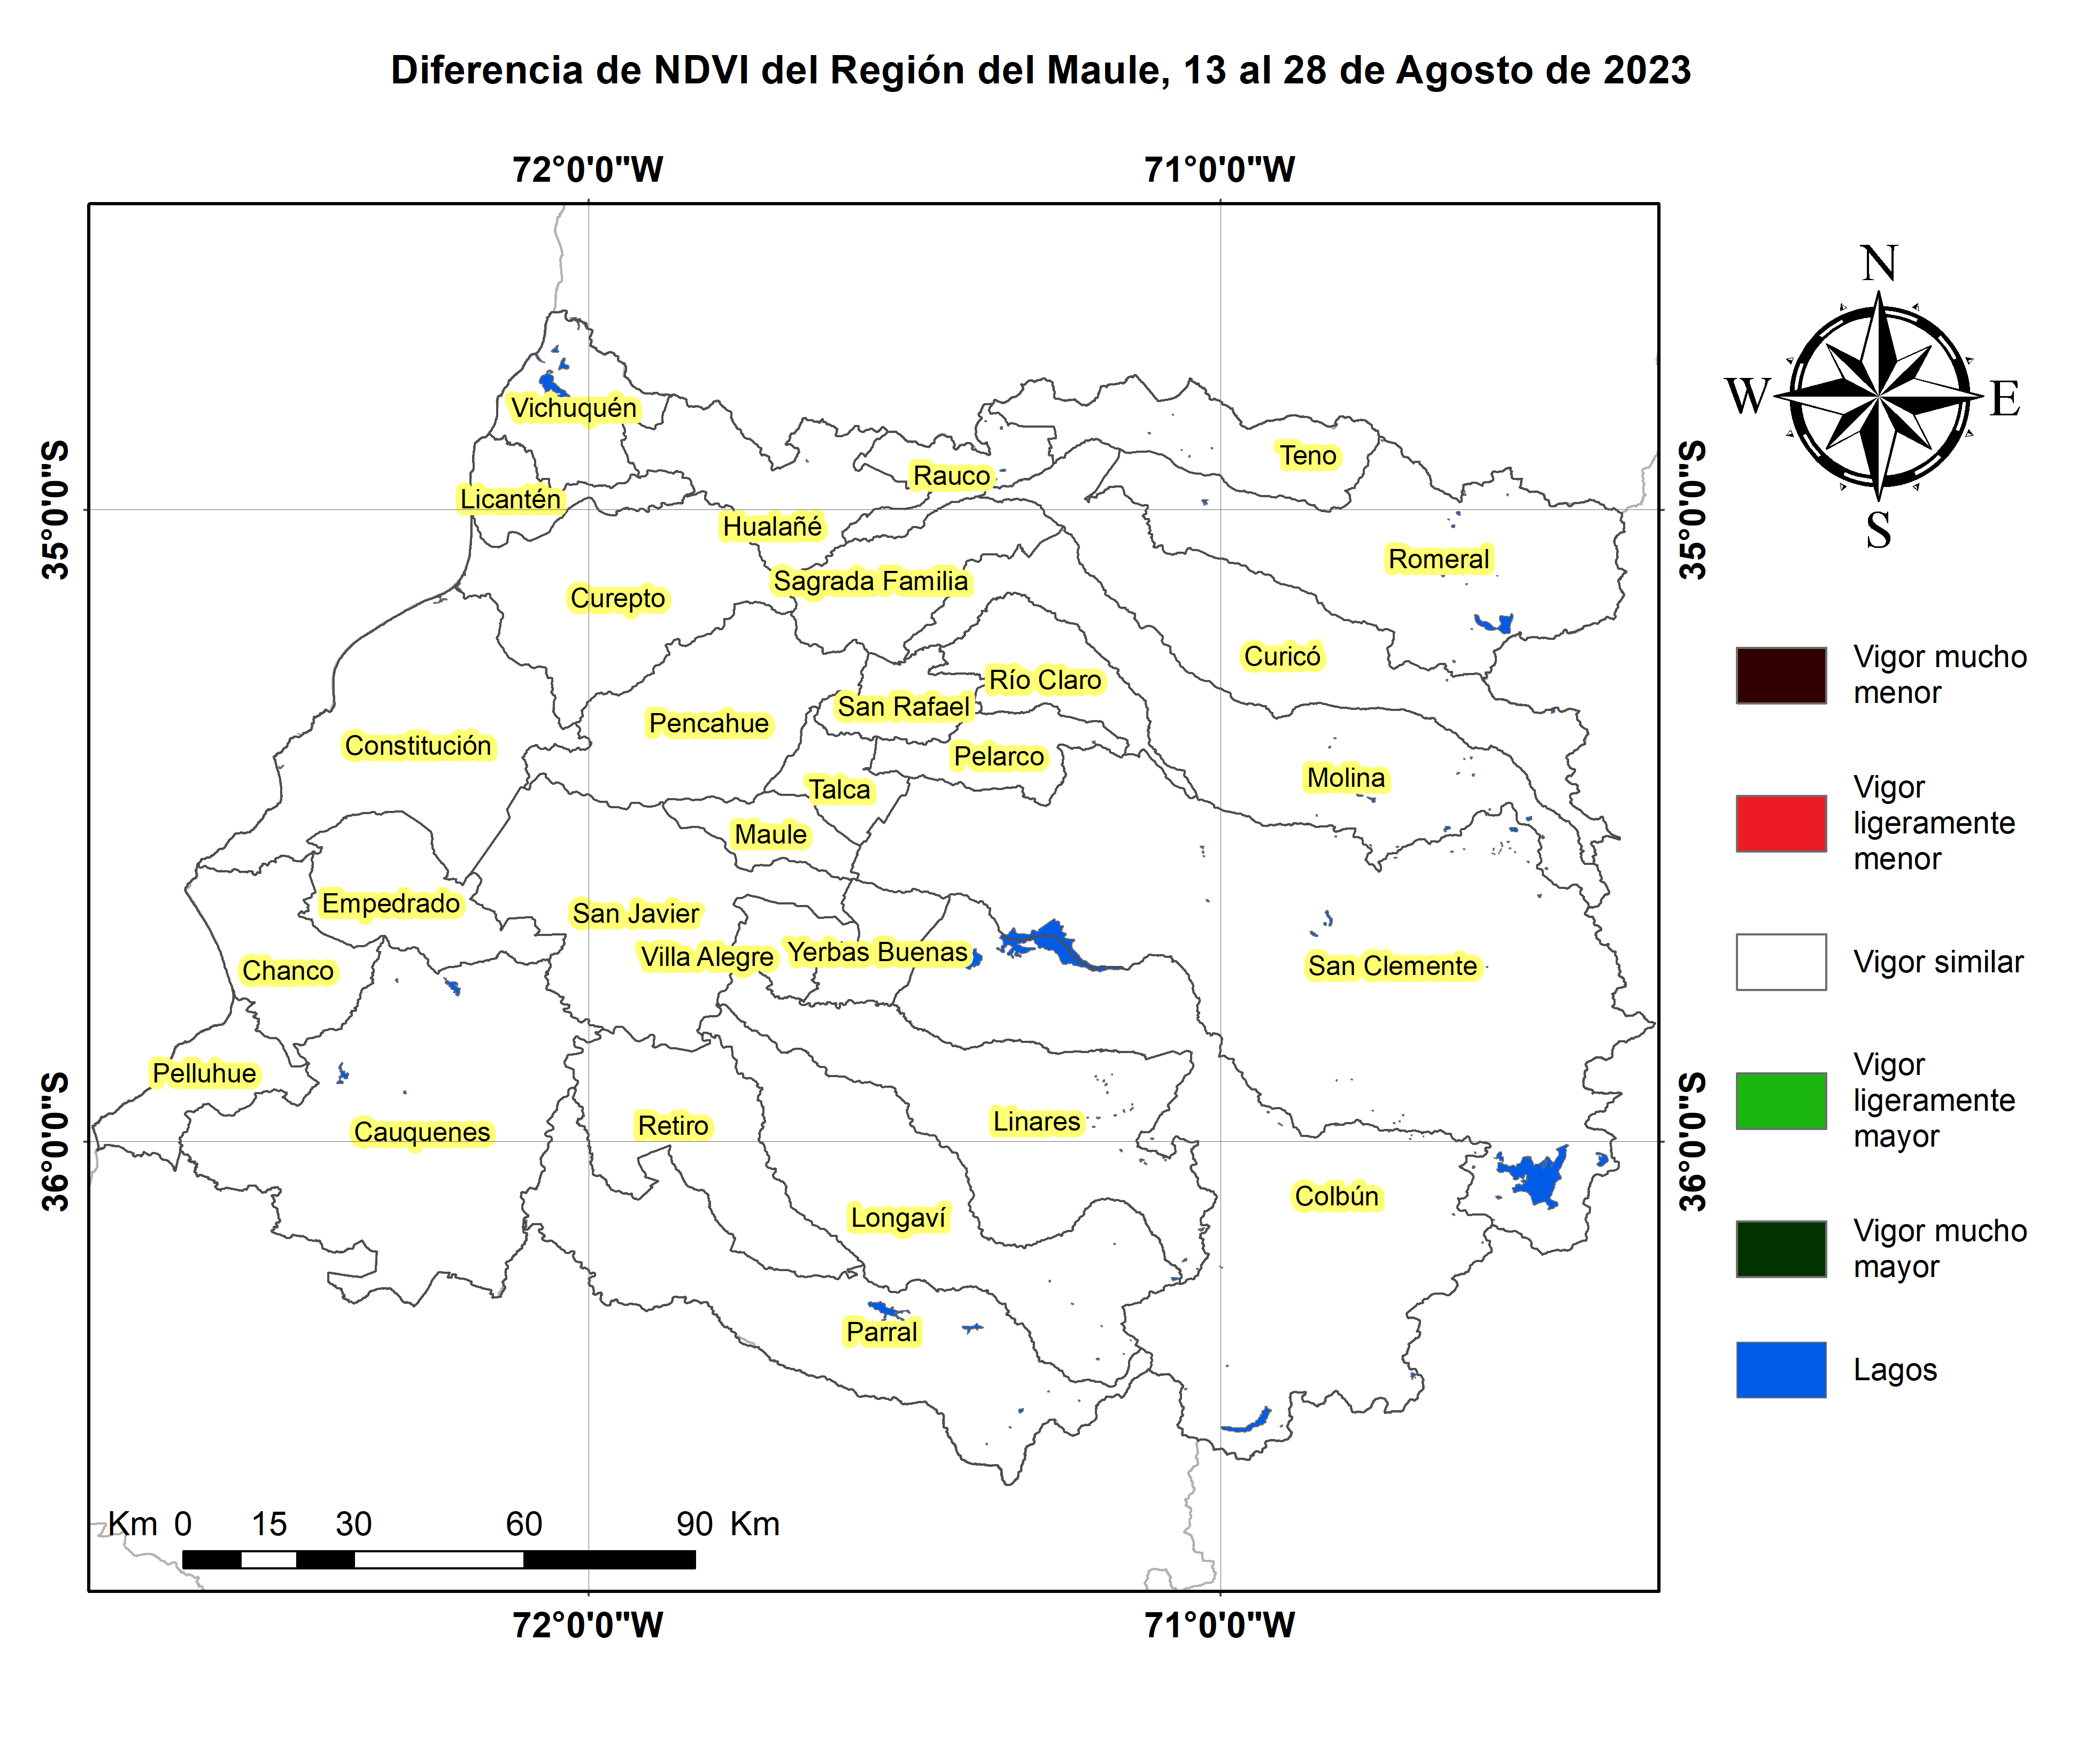 Diferencia de NDVI del Región del Maule, 13 al 28 de Agosto de 2023
72°0'0"W
71°0'0"W
N
W
E
S
35°0'0"S
35°0'0"S
36°0'0"S
36°0'0"S
Vichuquén
Teno
Rauco
Licantén
Hualañé
Romeral
Sagrada Familia
Curepto
Curicó
Río Claro
San Rafael
Pencahue
Constitución
Pelarco
Molina
Talca
Maule
Empedrado
San Javier
Villa Alegre
Yerbas Buenas
San Clemente
Chanco
Pelluhue
Linares
Retiro
Cauquenes
Colbún
Longaví
Parral
Km 0 15 30 60 90 Km
72°0'0"W
71°0'0"W
Vigor mucho
menor
Vigor
ligeramente
menor
Vigor similar
Vigor
ligeramente
mayor
Vigor mucho
mayor
Lagos